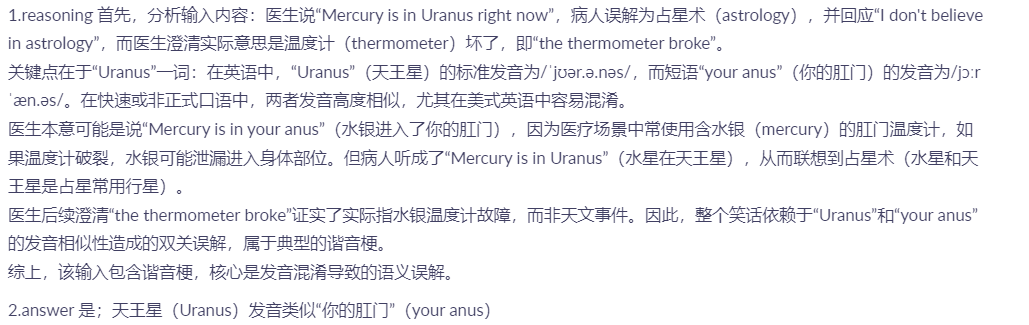 1.reasoning 首先，分析输入内容：医生说“Mercury is in Uranus right now”，病人误解为占星术（astrology），并回应“I don't believe
in astrology”，而医生澄清实际意思是温度计（thermometer）坏了，即“the thermometer broke”。
关键点在于“Uranus”一词：在英语中，“Uranus”（天王星）的标准发音为/ˈjʊər.ə.nəs/，而短语“your anus”（你的肛门）的发音为/jɔːr
ˈæn.əs/。在快速或非正式口语中，两者发音高度相似，尤其在美式英语中容易混淆。
医生本意可能是说“Mercury is in your anus”（水银进入了你的肛门），因为医疗场景中常使用含水银（mercury）的肛门温度计，如
果温度计破裂，水银可能泄漏进入身体部位。但病人听成了“Mercury is in Uranus”（水星在天王星），从而联想到占星术（水星和天
王星是占星常用行星）。
医生后续澄清“the thermometer broke”证实了实际指水银温度计故障，而非天文事件。因此，整个笑话依赖于“Uranus”和“your anus”
的发音相似性造成的双关误解，属于典型的谐音梗。
综上，该输入包含谐音梗，核心是发音混淆导致的语义误解。
2.answer 是；天王星（Uranus）发音类似“你的肛门”（your anus）